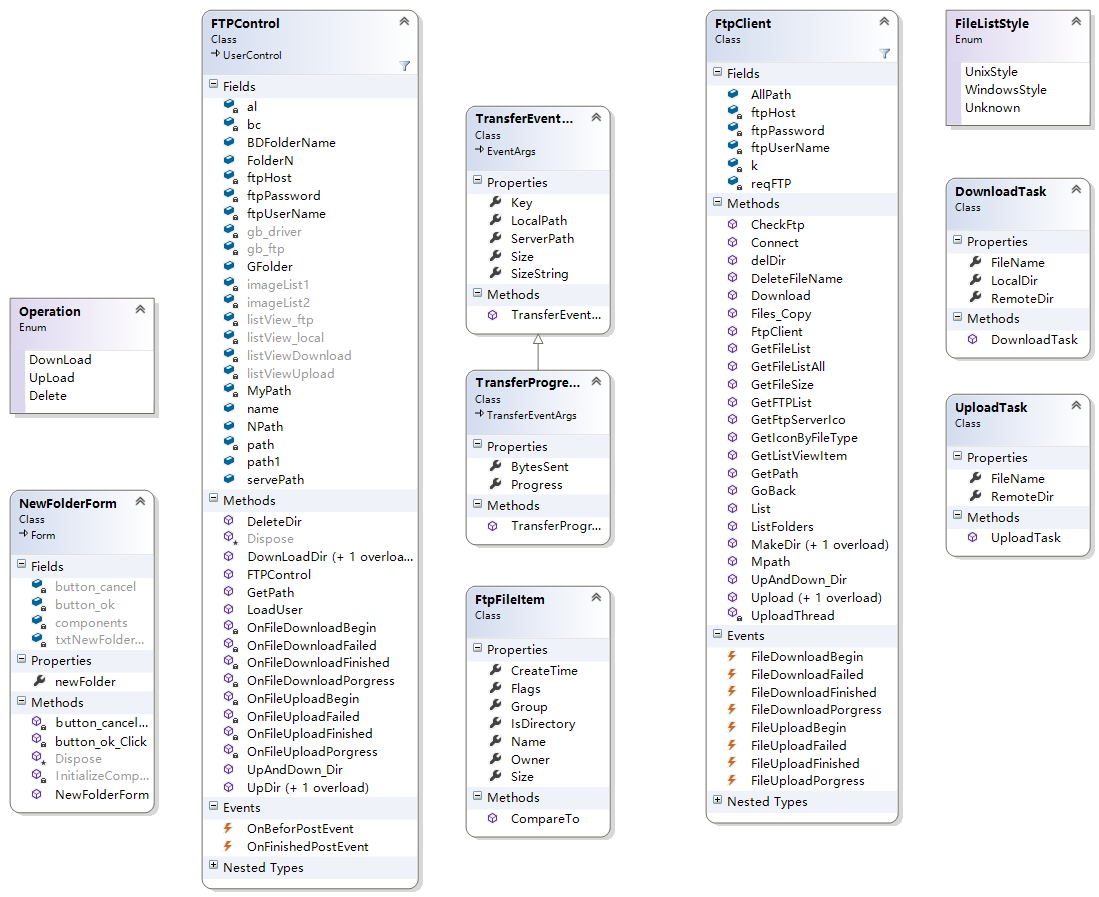 Operation
Enum
DownLoad
UpLoad
Delete
NewFolderForm
Class
Form
Fields
button_cancel
button_ok
components
txtNewFolder...
Properties
newFolder
Methods
button_cancel...
button_ok_Click
Dispose
InitializeComp...
NewFolderForm
FTPControl
Class
UserControl
Fields
al
bc
BDFolderName
FolderN
ftpHost
ftpPassword
ftpUserName
gb_driver
gb_ftp
GFolder
imageList1
imageList2
listView_ftp
listView_local
listViewDownload
listViewUpload
MyPath
name
NPath
path
path1
servePath
Methods
DeleteDir
Dispose
DownLoadDir (+ 1 overloa...
FTPControl
GetPath
LoadUser
OnFileDownloadBegin
OnFileDownloadFailed
OnFileDownloadFinished
OnFileDownloadPorgress
OnFileUploadBegin
OnFileUploadFailed
OnFileUploadFinished
OnFileUploadPorgress
UpAndDown_Dir
UpDir (+ 1 overload)
Events
OnBeforPostEvent
OnFinishedPostEvent
Nested Types
TransferEvent...
Class
EventArgs
Properties
Key
LocalPath
ServerPath
Size
SizeString
Methods
TransferEvent...
TransferProgre...
Class
TransferEventArgs
Properties
BytesSent
Progress
Methods
TransferProgr...
FtpFileItem
Class
Properties
CreateTime
Flags
Group
IsDirectory
Name
Owner
Size
Methods
CompareTo
FtpClient
Class
Fields
AllPath
ftpHost
ftpPassword
ftpUserName
k
reqFTP
Methods
CheckFtp
Connect
delDir
DeleteFileName
Download
Files_Copy
FtpClient
GetFileList
GetFileListAll
GetFileSize
GetFTPList
GetFtpServerIco
GetIconByFileType
GetListViewItem
GetPath
GoBack
List
ListFolders
MakeDir (+ 1 overload)
Mpath
UpAndDown_Dir
Upload (+ 1 overload)
UploadThread
Events
FileDownloadBegin
FileDownloadFailed
FileDownloadFinished
FileDownloadPorgress
FileUploadBegin
FileUploadFailed
FileUploadFinished
FileUploadPorgress
Nested Types
FileListStyle
Enum
UnixStyle
WindowsStyle
Unknown
DownloadTask
Class
Properties
FileName
LocalDir
RemoteDir
Methods
DownloadTask
UploadTask
Class
Properties
FileName
RemoteDir
Methods
UploadTask